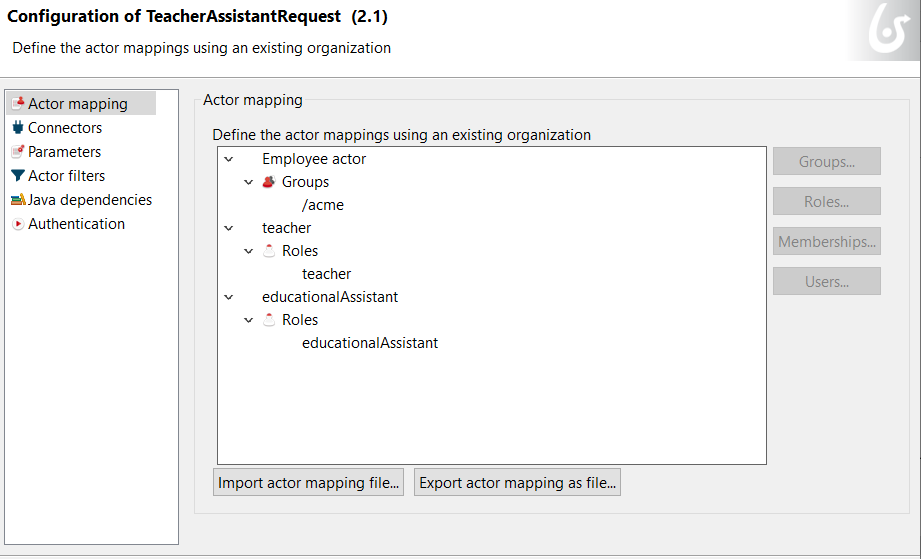 Configuration of TeacherAssistantRequest (2.1)
Define the actor mappings using an existing organization
Actor mapping
Connectors
Parameters
Actor filters
Java dependencies
Authentication
Actor mapping
Define the actor mappings using an existing organization
Employee actor
Groups
/acme
teacher
Roles
teacher
educationalAssistant
Roles
educationalAssistant
Groups...
Roles...
Memberships...
Users...
Import actor mapping file...
Export actor mapping as file...